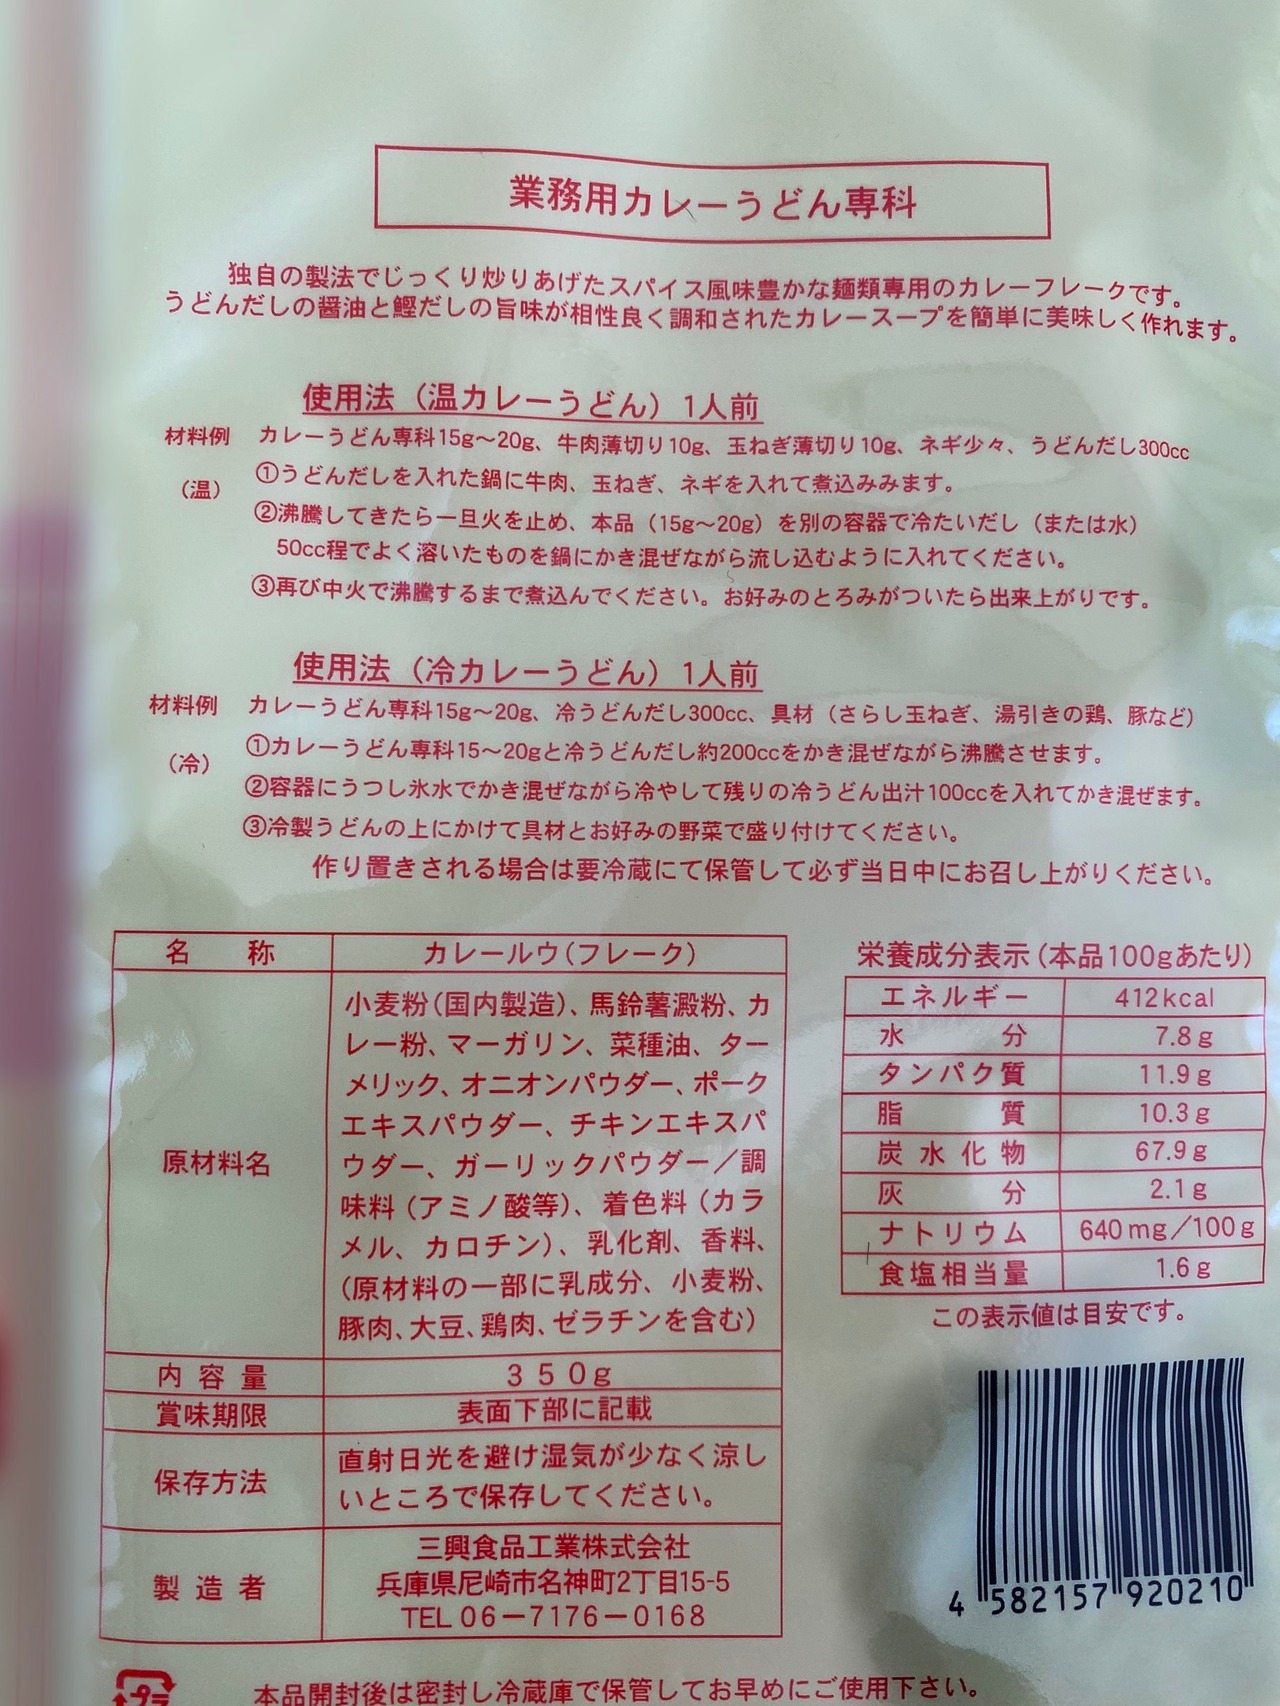 業務用カレーうどん専科
独自の製法でじっくり炒りあげたスパイス風味豊かな麺類専用のカレーフレークです。
うどんだしの醤油と鰹だしの旨味が相性良く調和されたカレースープを簡単に美味しく作れます。
使用法（温カレーうどん）1人前
材料例 カレーうどん専科15g～20g、牛肉薄切り10g、玉ねぎ薄切り10g、ネギ少々、うどんだし300cc
（温） ①うどんだしを入れた鍋に牛肉、玉ねぎ、ネギを入れて煮込みみます。
②沸騰してきたら一旦火を止め、本品（15g～20g）を別の容器で冷たいだし（または水）
50cc程でよく溶いたものを鍋にかき混ぜながら流し込むように入れてください。
③再び中火で沸騰するまで煮込んでください。お好みのとろみがついたら出来上がりです。
使用法（冷カレーうどん）1人前
材料例 カレーうどん専科15g～20g、冷うどんだし300cc、具材（さらし玉ねぎ、湯引きの鶏、豚など）
（冷） ①カレーうどん専科15～20gと冷うどんだし約200ccをかき混ぜながら沸騰させます。
②容器にうつし氷水でかき混ぜながら冷やして残りの冷うどん出汁100ccを入れてかき混ぜます。
③冷製うどんの上にかけて具材とお好みの野菜で盛り付けてください。
作り置きされる場合は要冷蔵にて保管して必ず当日中にお召し上がりください。
名 称 カレールウ（フレーク）
原材料名
小麦粉（国内製造）、馬鈴薯澱粉、カ
レー粉、マーガリン、菜種油、ター
メリック、オニオンパウダー、ポーク
エキスパウダー、チキンエキスパ
ウダー、ガーリックパウダー／調
味料（アミノ酸等）、着色料（カラ
メル、カロチン）、乳化剤、香料、
（原材料の一部に乳成分、小麦粉、
豚肉、大豆、鶏肉、ゼラチンを含む）
内容量 350g
賞味期限 表面下部に記載
保存方法
直射日光を避け湿気が少なく涼し
いところで保存してください。
製造者
三興食品工業株式会社
兵庫県尼崎市名神町2丁目15-5
TEL 06－7176－0168
栄養成分表示（本品100gあたり）
エネルギー 412kcal
水 分 7.8g
タンパク質 11.9g
脂 質 10.3g
炭水化物 67.9g
灰 分 2.1g
ナトリウム 640mg／100g
食塩相当量 1.6g
この表示値は目安です。
4 582157 920210
プラ
本品開封後は密封し冷蔵庫で保管してお早めにご使用下さい。